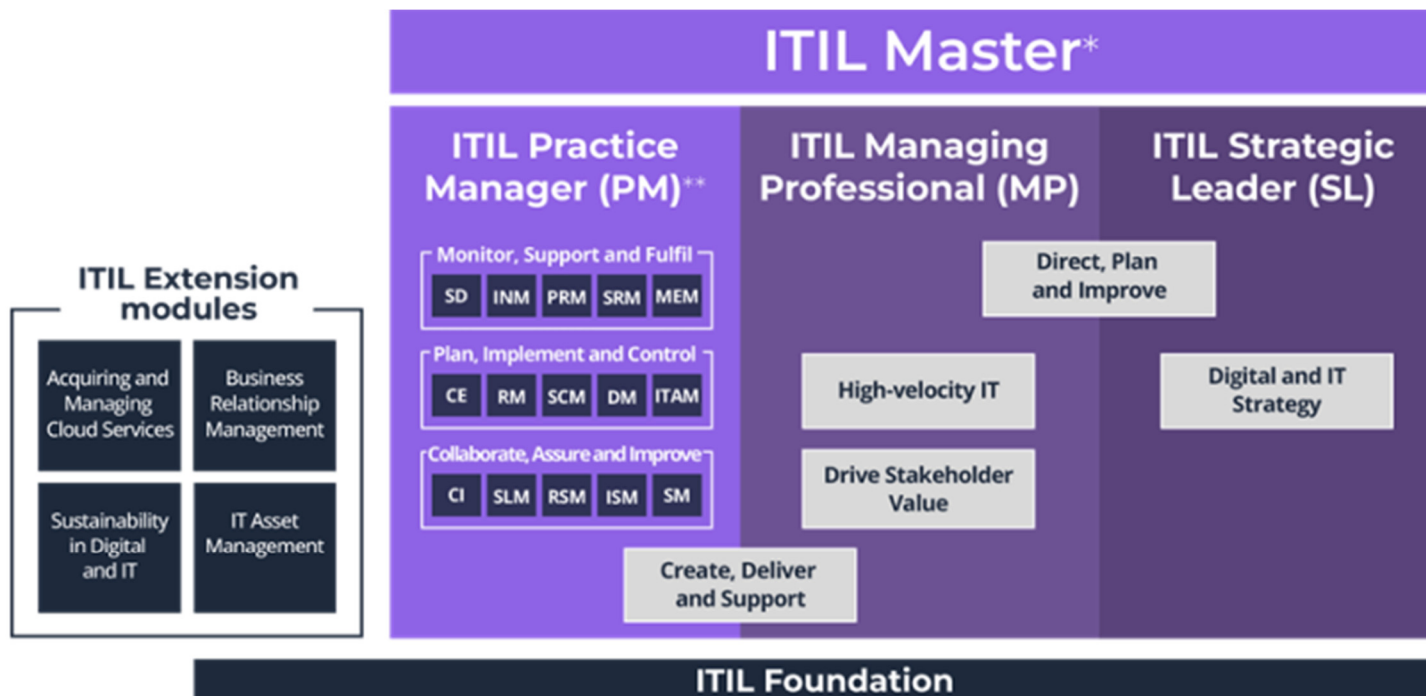 ITIL Master*
ITIL Practice
Manager (PM)**
Monitor, Support and Fulfil
SD INM PRM SRM MEM
Plan, Implement and Control
CE RM SCM DM ITAM
Collaborate, Assure and Improve
CI SLM RSM ISM SM
ITIL Managing
Professional (MP)
ITIL Strategic
Leader (SL)
Direct, Plan
and Improve
High-velocity IT
Digital and IT
Strategy
Drive Stakeholder
Value
Create, Deliver
and Support
ITIL Extension
modules
Acquiring and
Managing
Cloud Services
Business
Relationship
Management
Sustainability
in Digital
and IT
IT Asset
Management
ITIL Foundation